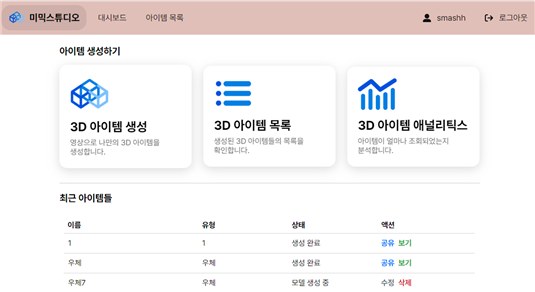 미믹스튜디오 대시보드 아이템 목록 smashh 로그아웃
아이템 생성하기
3D 아이템 생성
영상으로 나만의 3D 아이템을
생성합니다.
3D 아이템 목록
생성된 3D 아이템들의 목록을
확인합니다.
3D 아이템 애널리틱스
아이템이 얼마나 조회되었는지
분석합니다.
최근 아이템들
이름 유형 상태 액션
1 1 생성 완료 공유 보기
우체 우체 생성 완료 공유 보기
우체7 우체 모델 생성 중 수정 삭제